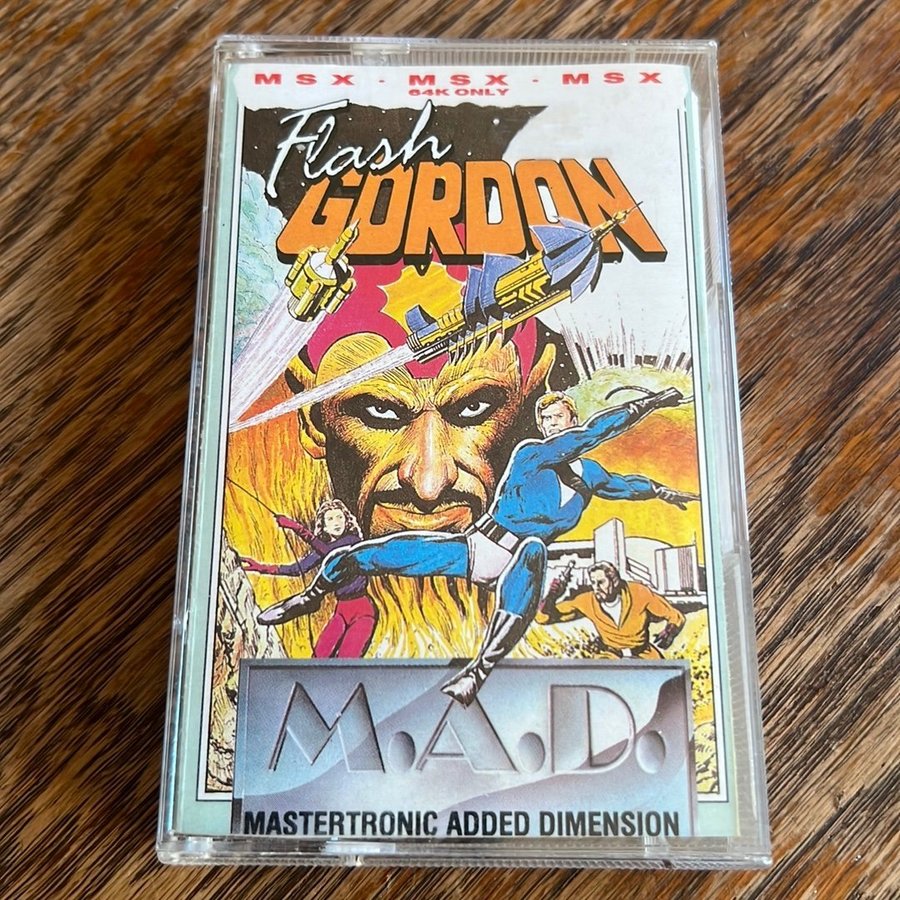 MSX · MSX · MSX
64K ONLY
Flash
GORDON
M.A.D.
MASTERTRONIC ADDED DIMENSION